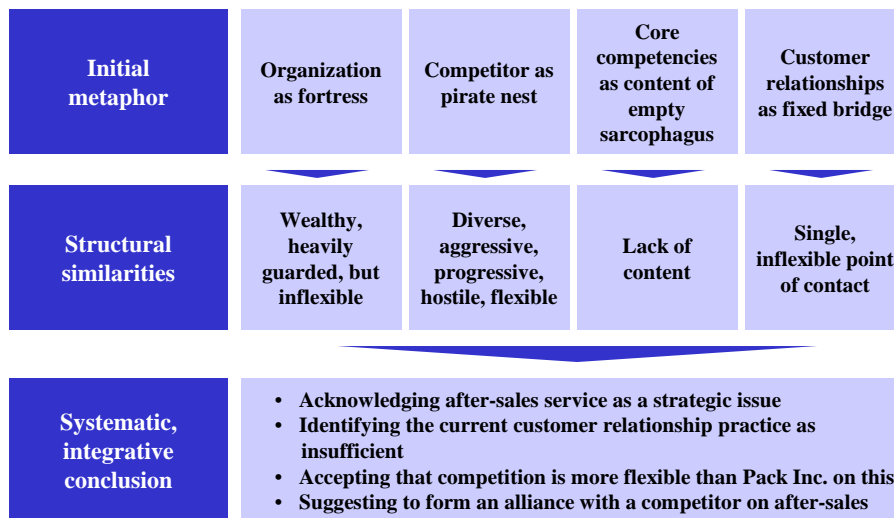 Initial
metaphor
Organization
as fortress
Competitor as
pirate nest
Core
competencies
as content of
empty
sarcophagus
Customer
relationships
as fixed bridge
Structural
similarities
Wealthy,
heavily
guarded, but
inflexible
Diverse,
aggressive,
progressive,
hostile, flexible
Lack of
content
Single,
inflexible point
of contact
Systematic,
integrative
conclusion
• Acknowledging after-sales service as a strategic issue
• Identifying the current customer relationship practice as
insufficient
• Accepting that competition is more flexible than Pack Inc. on this
• Suggesting to form an alliance with a competitor on after-sales